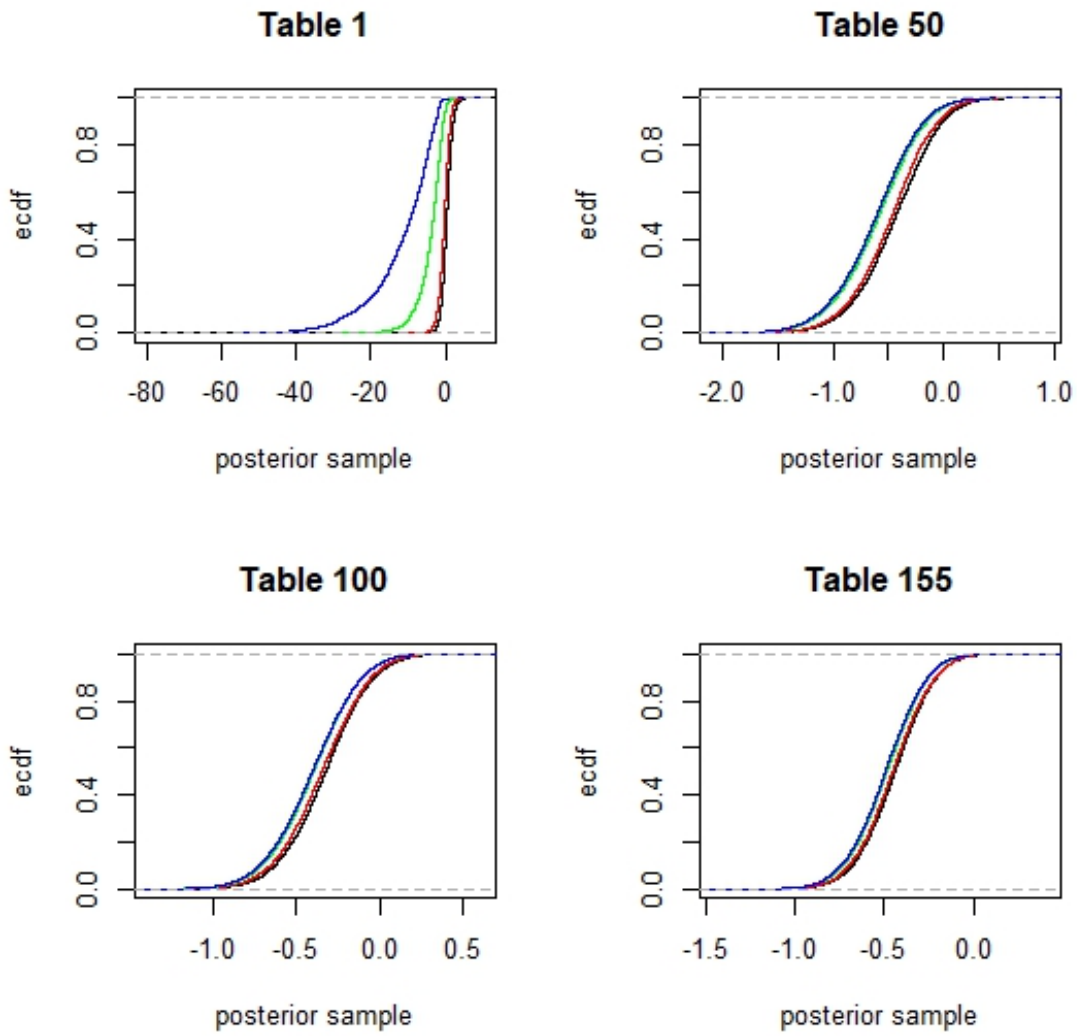 Table 1
ecdf
0.0 0.4 0.8
-80 -60 -40 -20 0
posterior sample
Table 50
ecdf
0.0 0.4 0.8
-2.0 -1.0 0.0 1.0
posterior sample
Table 100
ecdf
0.0 0.4 0.8
-1.0 -0.5 0.0 0.5
posterior sample
Table 155
ecdf
0.0 0.4 0.8
-1.5 -1.0 -0.5 0.0
posterior sample